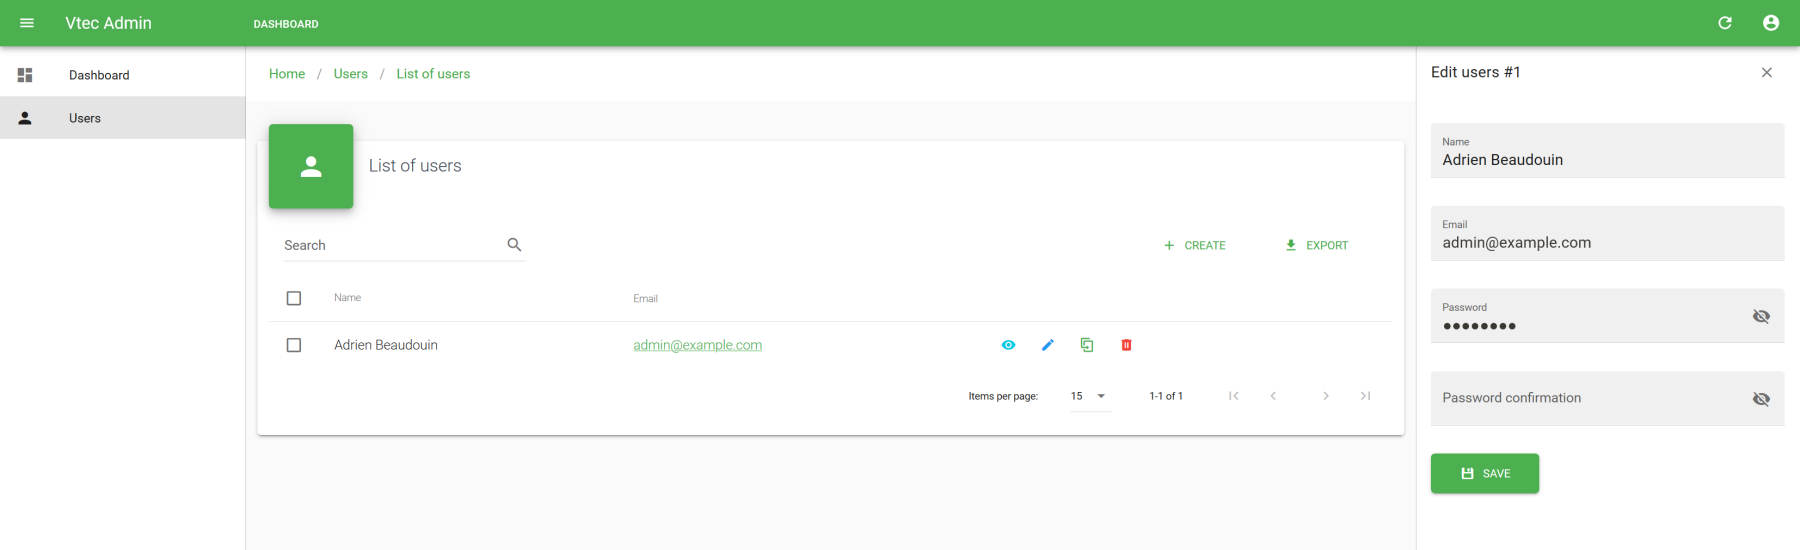 Vtec Admin
DASHBOARD
Dashboard
Users
Home / Users / List of users
List of users
Search
CREATE
EXPORT
Name
Email
Adrien Beaudouin
admin@example.com
Items per page:
15
1-1 of 1
Edit users #1
Name
Adrien Beaudouin
Email
admin@example.com
Password
••••••••
Password confirmation
SAVE